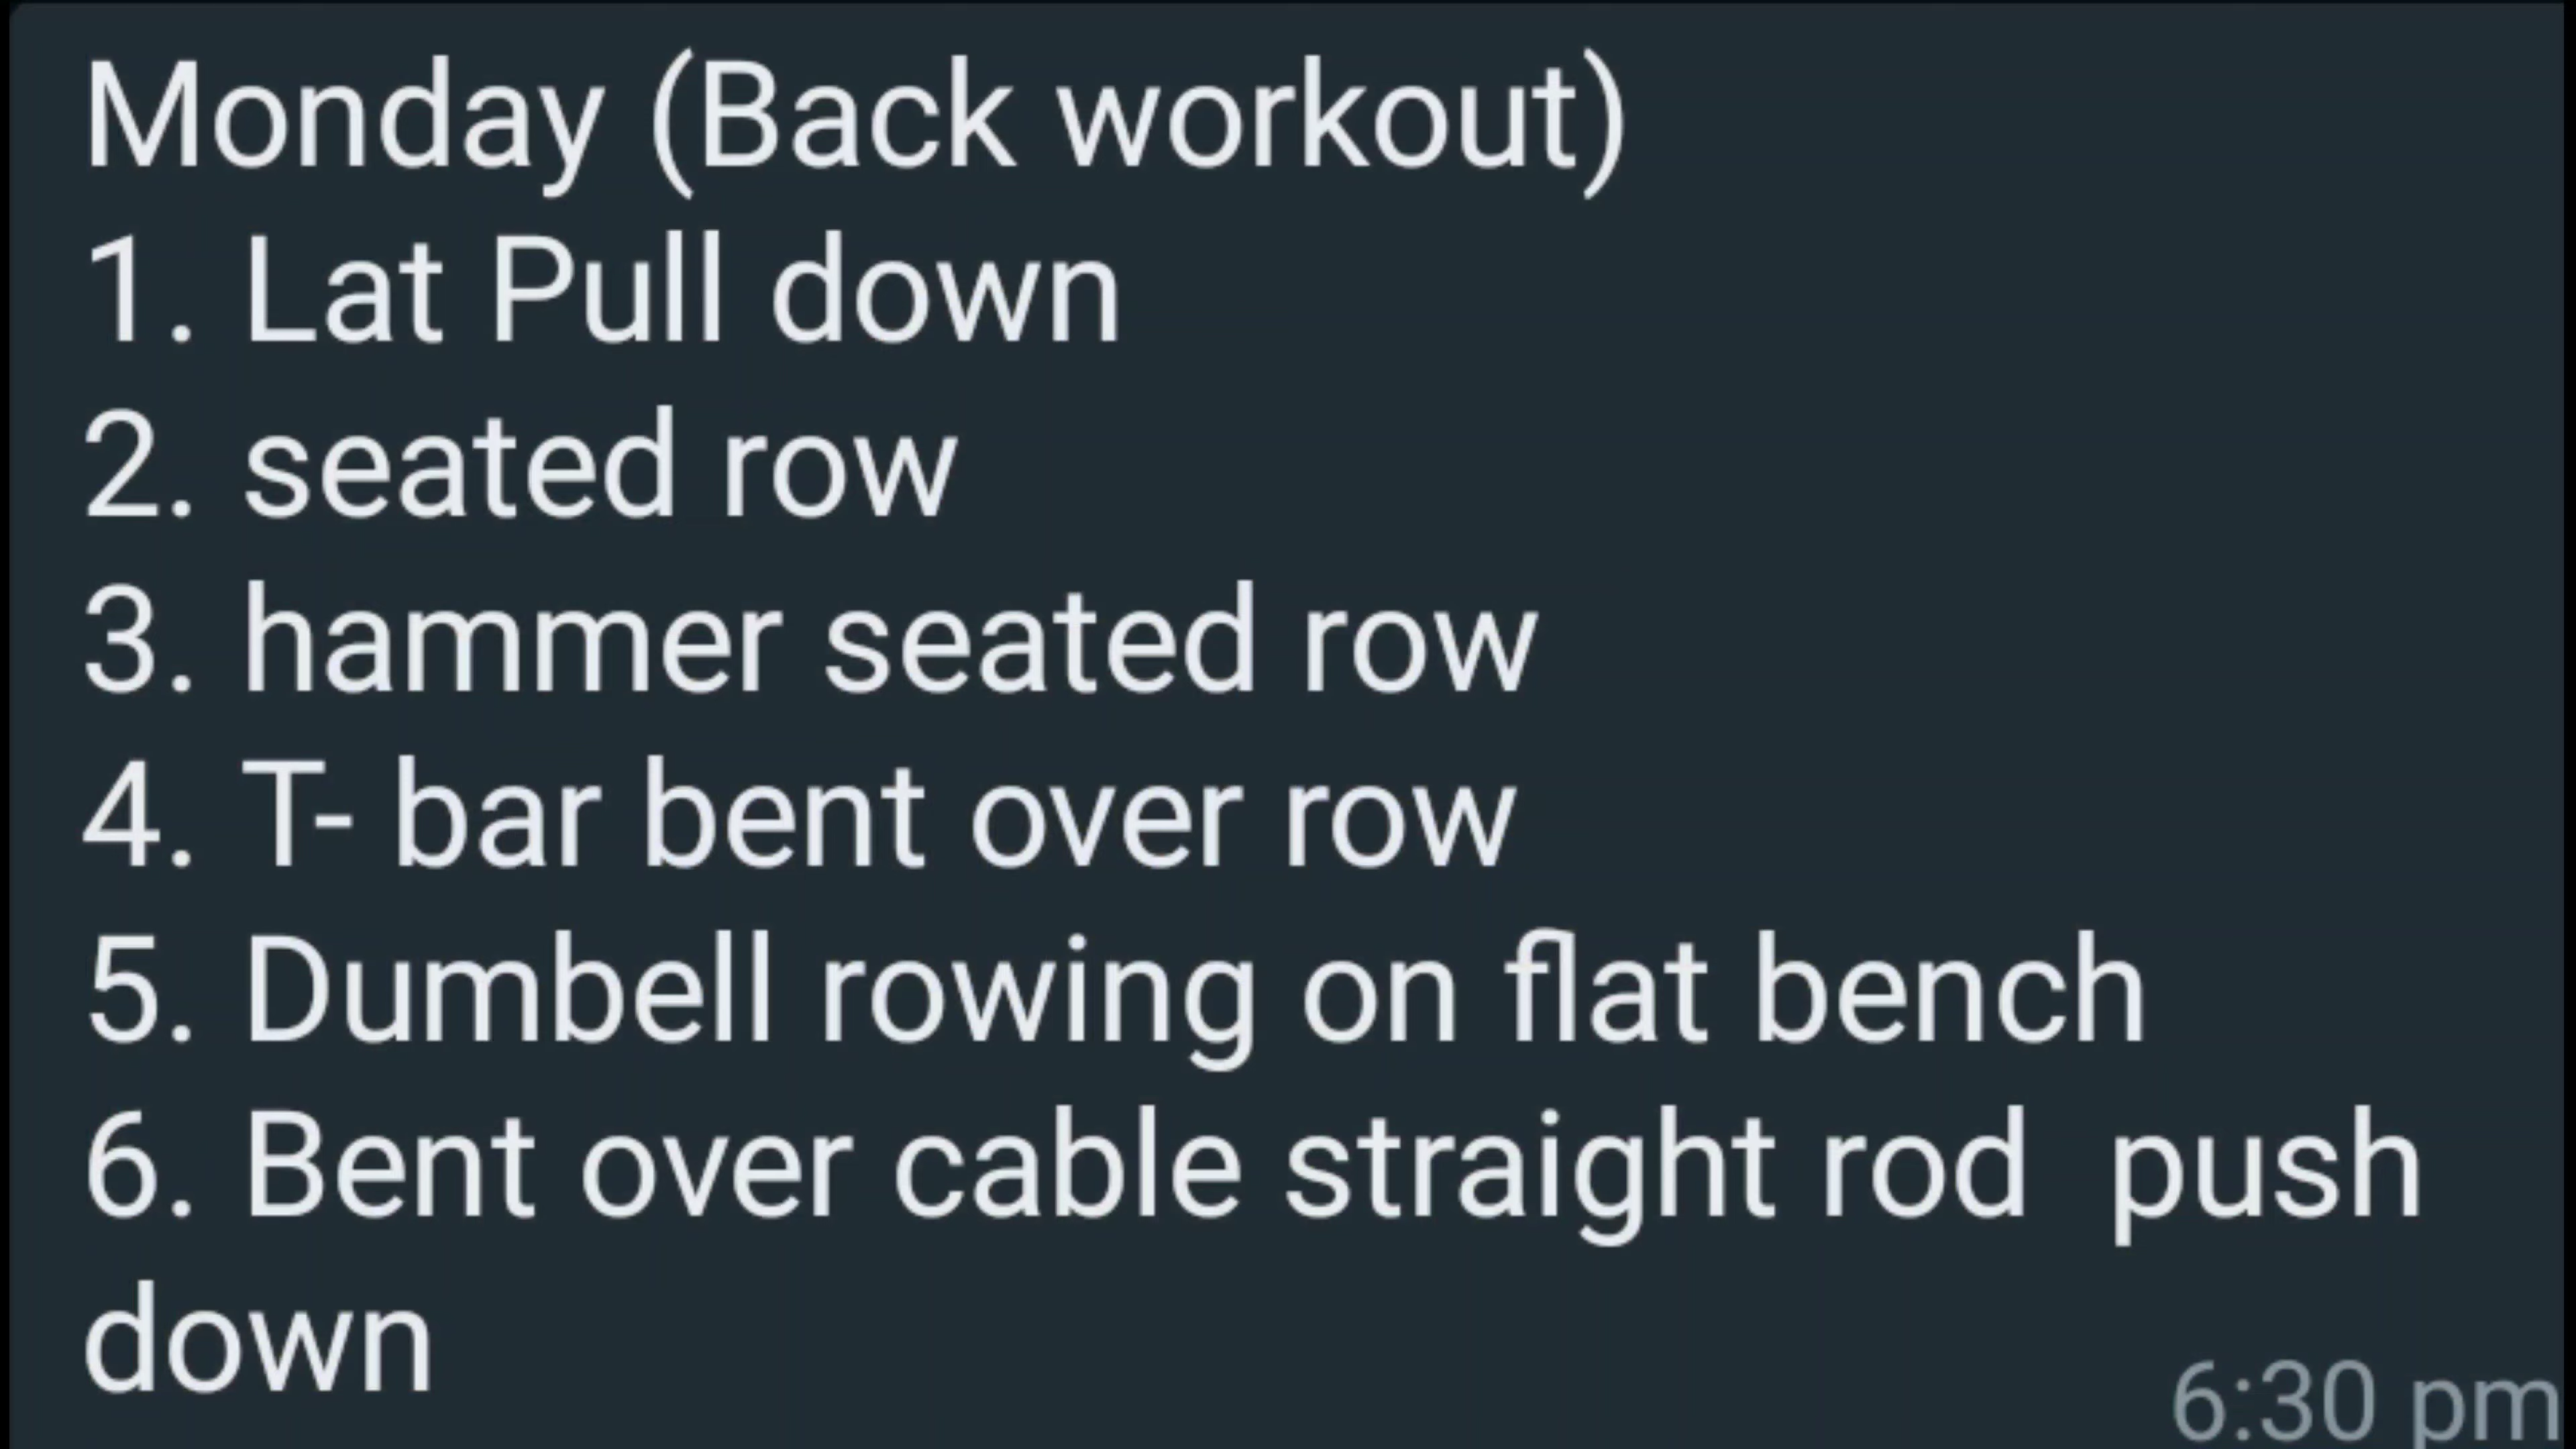 Monday (Back workout)
1. Lat Pull down
2. seated row
3. hammer seated row
4. T- bar bent over row
5. Dumbell rowing on flat bench
6. Bent over cable straight rod  push
down
6:30 pm